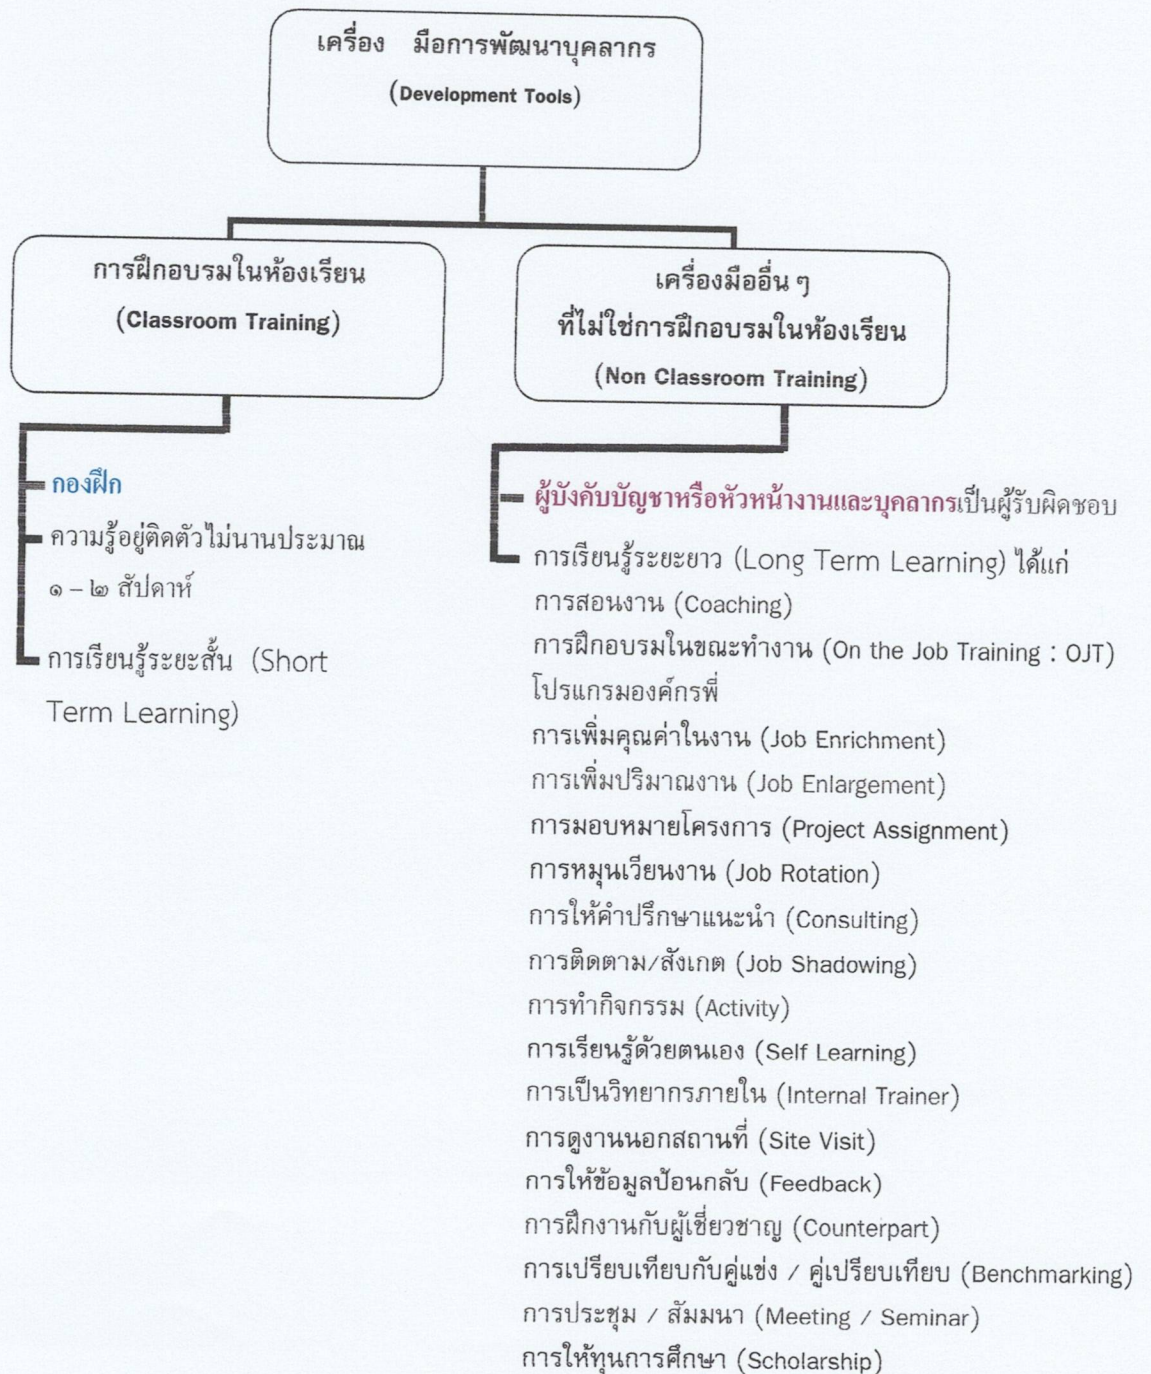 เครื่อง มือการพัฒนาบุคลากร
(Development Tools)
การฝึกอบรมในห้องเรียน
(Classroom Training)
กองฝึก
ความรู้อยู่ติดตัวไม่นานประมาณ
๑ – ๒ สัปดาห์
การเรียนรู้ระยะสั้น (Short
Term Learning)
เครื่องมืออื่น ๆ
ที่ไม่ใช่การฝึกอบรมในห้องเรียน
(Non Classroom Training)
ผู้บังคับบัญชาหรือหัวหน้างานและบุคลากรเป็นผู้รับผิดชอบ
การเรียนรู้ระยะยาว (Long Term Learning) ได้แก่
การสอนงาน (Coaching)
การฝึกอบรมในขณะทำงาน (On the Job Training : OJT)
โปรแกรมองค์กรพี่
การเพิ่มคุณค่าในงาน (Job Enrichment)
การเพิ่มปริมาณงาน (Job Enlargement)
การมอบหมายโครงการ (Project Assignment)
การหมุนเวียนงาน (Job Rotation)
การให้คำปรึกษาแนะนำ (Consulting)
การติดตาม/สังเกต (Job Shadowing)
การทำกิจกรรม (Activity)
การเรียนรู้ด้วยตนเอง (Self Learning)
การเป็นวิทยากรภายใน (Internal Trainer)
การดูงานนอกสถานที่ (Site Visit)
การให้ข้อมูลป้อนกลับ (Feedback)
การฝึกงานกับผู้เชี่ยวชาญ (Counterpart)
การเปรียบเทียบกับคู่แข่ง / คู่เปรียบเทียบ (Benchmarking)
การประชุม / สัมมนา (Meeting / Seminar)
การให้ทุนการศึกษา (Scholarship)